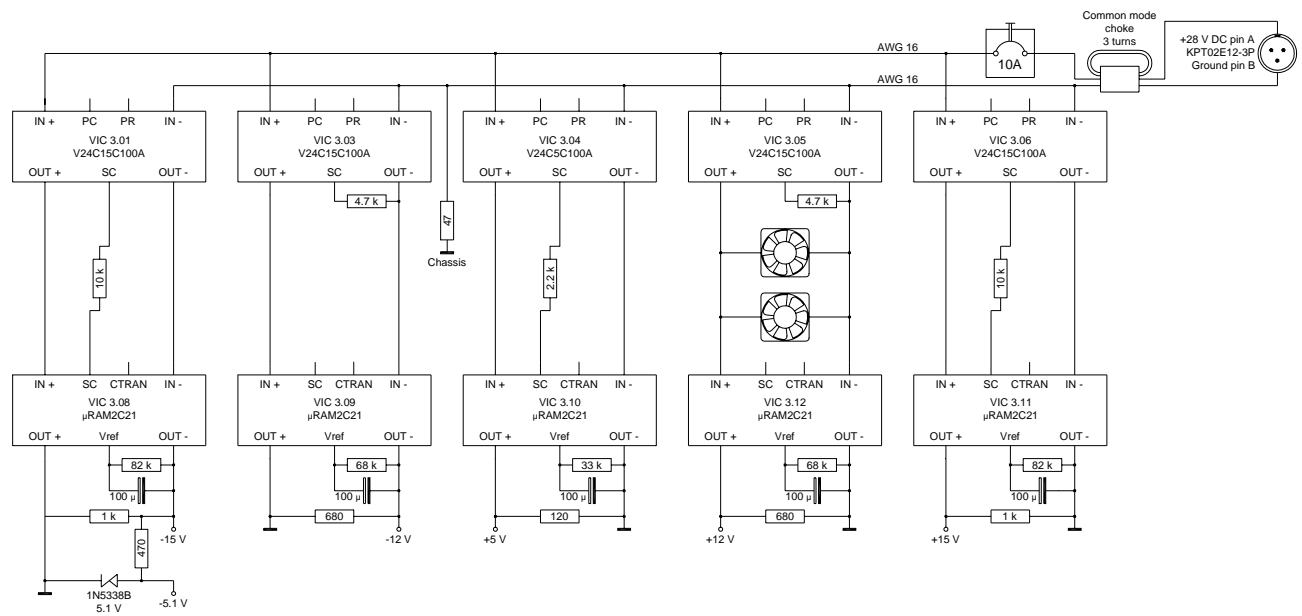 Common mode
choke
3 turns
+28 V DC pin A
KPT02E12-3P
Ground pin B
AWG 16
10A
AWG 16
IN + PC PR IN -
VIC 3.01
V24C15C100A
OUT + SC OUT -
IN + PC PR IN -
VIC 3.03
V24C15C100A
OUT + SC OUT -
IN + PC PR IN -
VIC 3.04
V24C5C100A
OUT + SC OUT -
IN + PC PR IN -
VIC 3.05
V24C15C100A
OUT + SC OUT -
IN + PC PR IN -
VIC 3.06
V24C15C100A
OUT + SC OUT -
4.7 k
4.7 k
47
Chassis
10 k
2.2 k
10 k
IN + SC CTRAN IN -
VIC 3.08
µRAM2C21
OUT + Vref OUT -
IN + SC CTRAN IN -
VIC 3.09
µRAM2C21
OUT + Vref OUT -
IN + SC CTRAN IN -
VIC 3.10
µRAM2C21
OUT + Vref OUT -
IN + SC CTRAN IN -
VIC 3.12
µRAM2C21
OUT + Vref OUT -
IN + SC CTRAN IN -
VIC 3.11
µRAM2C21
OUT + Vref OUT -
82 k
100 µ
1 k
-15 V
470
1N5338B
5.1 V
-5.1 V
68 k
100 µ
680
-12 V
33 k
100 µ
120
+5 V
68 k
100 µ
680
+12 V
82 k
100 µ
1 k
+15 V